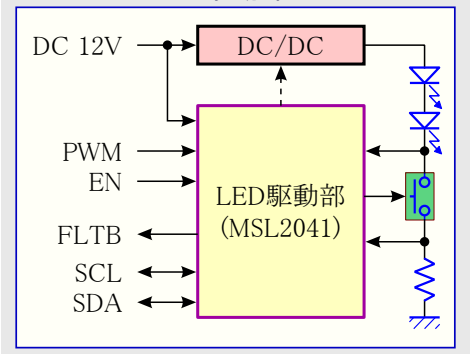 DC 12V
DC/DC
PWM
EN
LED駆動部
(MSL2041)
FLTB
SCL
SDA